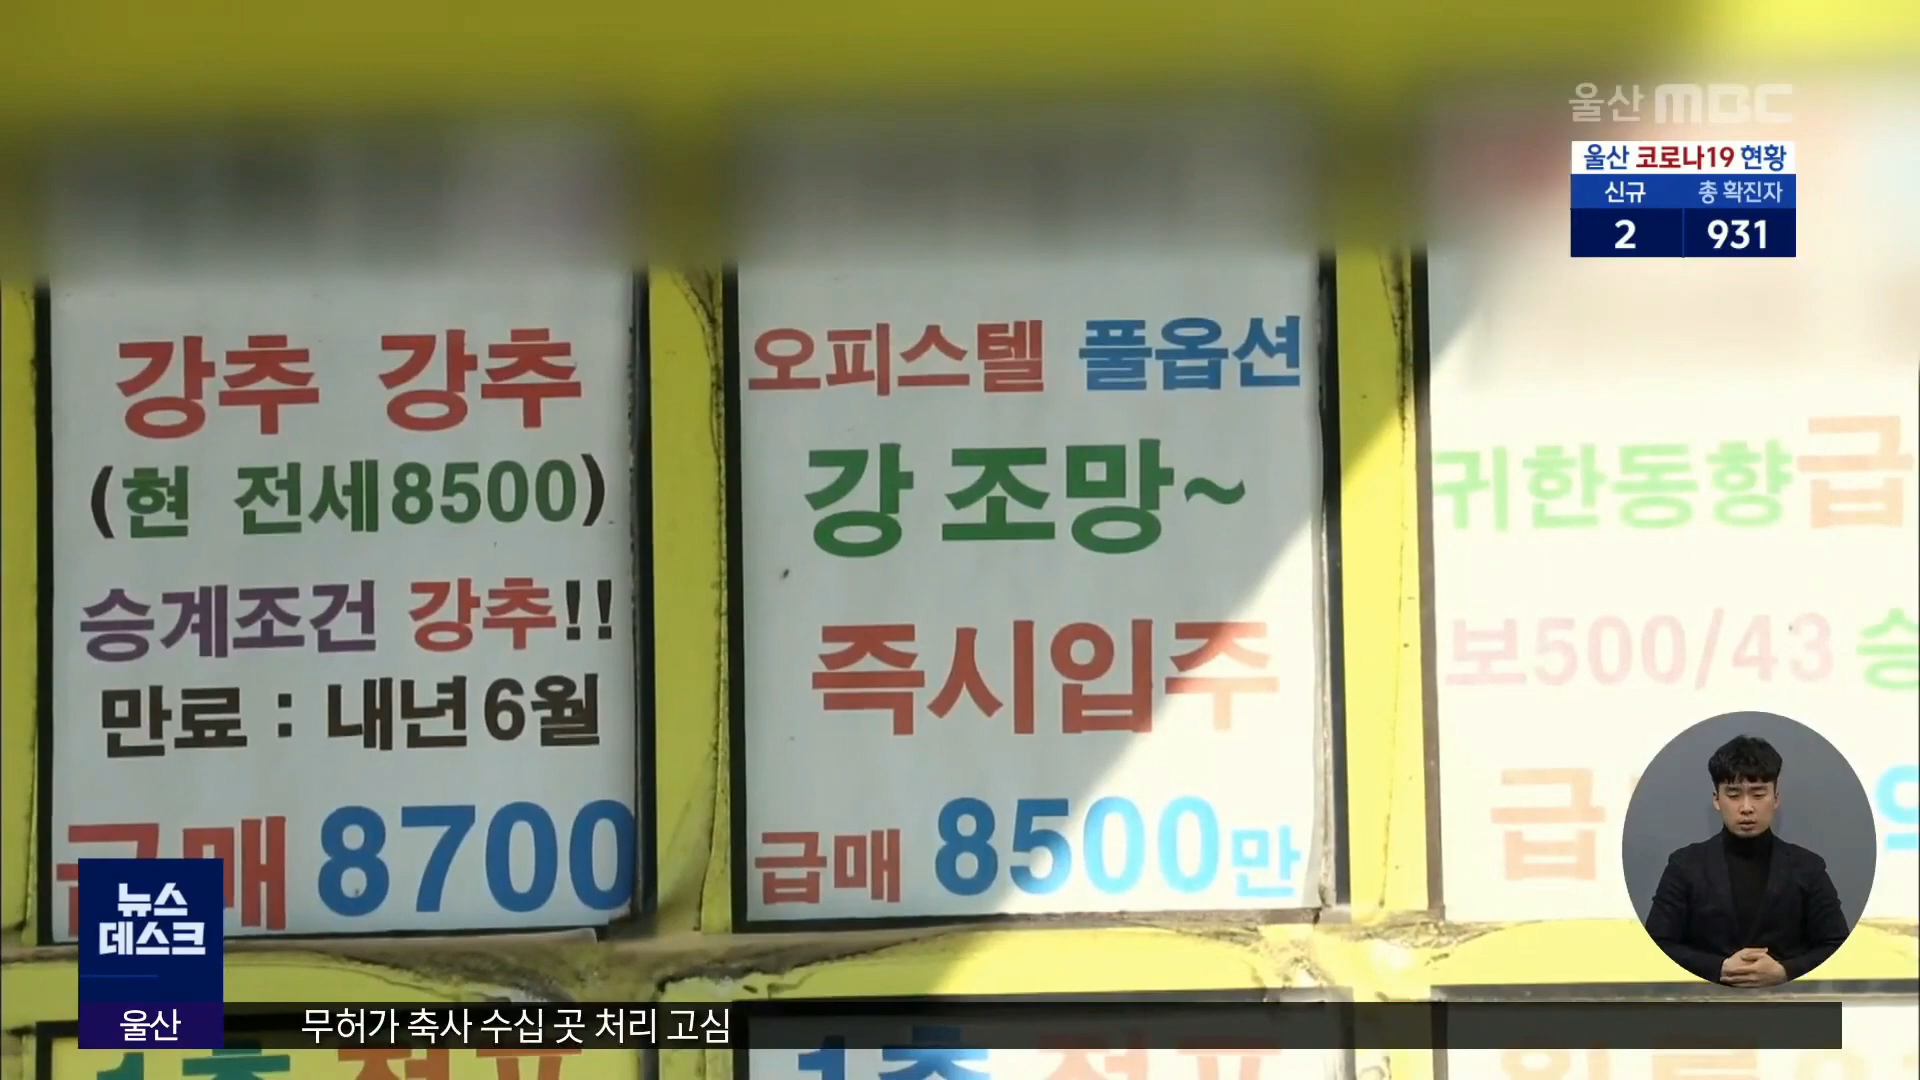 울산 MBC
울산 코로나19 현황
신규 총 확진자
2 931
강추 강추
(현 전세8500)
승계조건 강추!!
만료 : 내년6월
급매 8700
오피스텔 풀옵션
강 조망~
즉시입주
급매 8500만
귀한동향급
보500/43 승
급
뉴스
데스크
울산
무허가 축사 수십 곳 처리 고심
1층